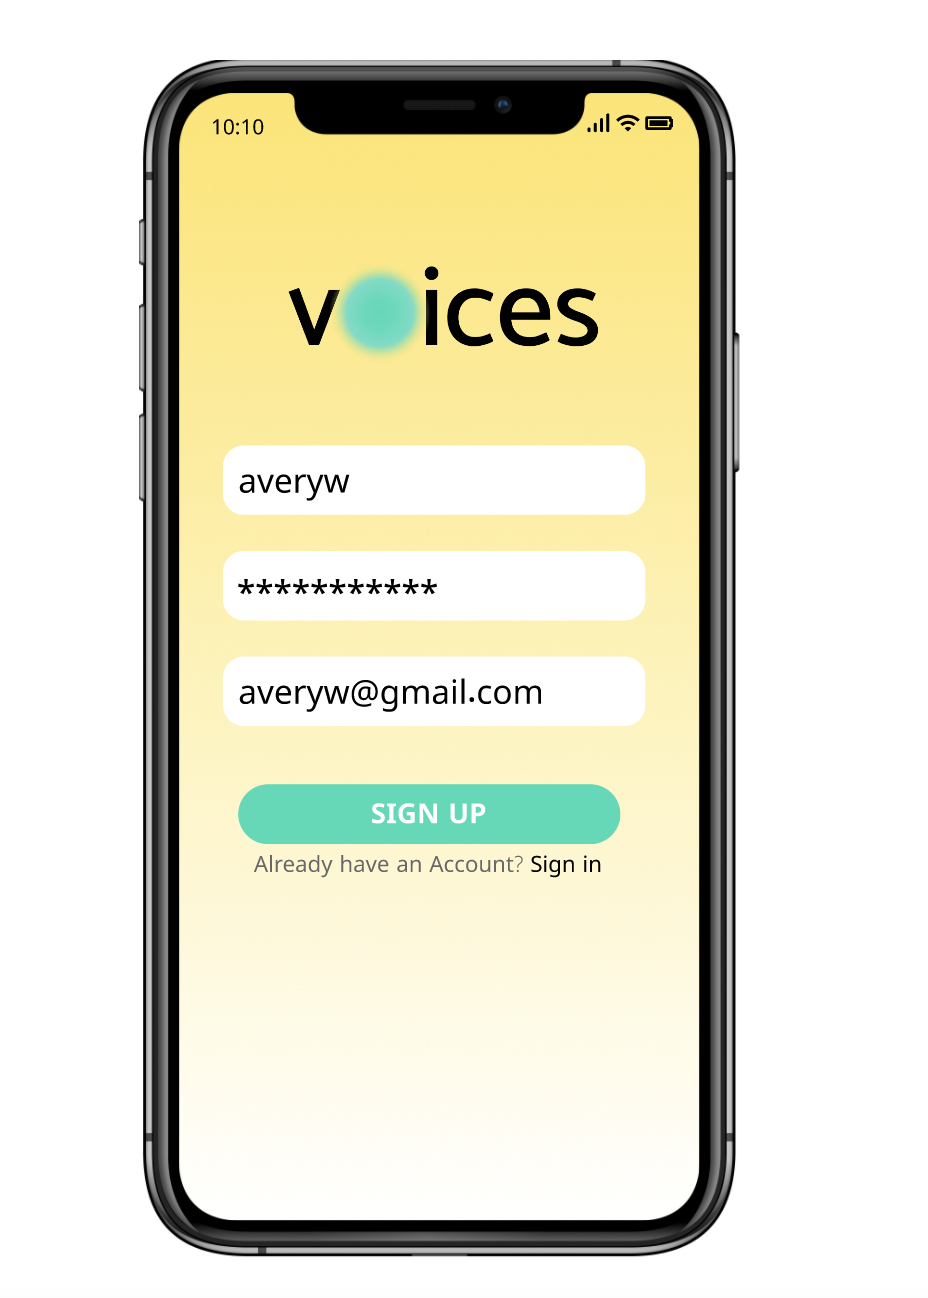 10:10
voices
averyw
***********
averyw@gmail.com
SIGN UP
Already have an Account? Sign in